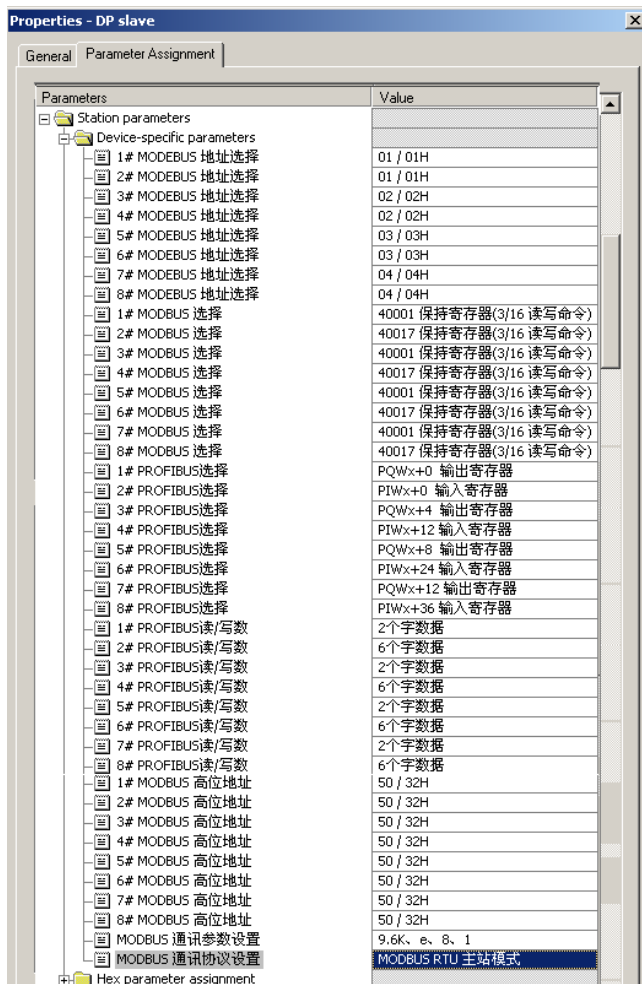 Properties - DP slave
General Parameter Assignment
Parameters Value
Station parameters
Device-specific parameters
1# MODEBUS 地址选择 01 / 01H
2# MODEBUS 地址选择 01 / 01H
3# MODEBUS 地址选择 02 / 02H
4# MODEBUS 地址选择 02 / 02H
5# MODEBUS 地址选择 03 / 03H
6# MODEBUS 地址选择 03 / 03H
7# MODEBUS 地址选择 04 / 04H
8# MODEBUS 地址选择 04 / 04H
1# MODBUS 选择 40001 保持寄存器(3/16 读写命令)
2# MODBUS 选择 40017 保持寄存器(3/16 读写命令)
3# MODBUS 选择 40001 保持寄存器(3/16 读写命令)
4# MODBUS 选择 40017 保持寄存器(3/16 读写命令)
5# MODBUS 选择 40001 保持寄存器(3/16 读写命令)
6# MODBUS 选择 40017 保持寄存器(3/16 读写命令)
7# MODBUS 选择 40001 保持寄存器(3/16 读写命令)
8# MODBUS 选择 40017 保持寄存器(3/16 读写命令)
1# PROFIBUS选择 PQWx+0 输出寄存器
2# PROFIBUS选择 PIWx+0 输入寄存器
3# PROFIBUS选择 PQWx+4 输出寄存器
4# PROFIBUS选择 PIWx+12 输入寄存器
5# PROFIBUS选择 PQWx+8 输出寄存器
6# PROFIBUS选择 PIWx+24 输入寄存器
7# PROFIBUS选择 PQWx+12 输出寄存器
8# PROFIBUS选择 PIWx+36 输入寄存器
1# PROFIBUS读/写数 2个字数据
2# PROFIBUS读/写数 6个字数据
3# PROFIBUS读/写数 2个字数据
4# PROFIBUS读/写数 6个字数据
5# PROFIBUS读/写数 2个字数据
6# PROFIBUS读/写数 6个字数据
7# PROFIBUS读/写数 2个字数据
8# PROFIBUS读/写数 6个字数据
1# MODBUS 高位地址 50 / 32H
2# MODBUS 高位地址 50 / 32H
3# MODBUS 高位地址 50 / 32H
4# MODBUS 高位地址 50 / 32H
5# MODBUS 高位地址 50 / 32H
6# MODBUS 高位地址 50 / 32H
7# MODBUS 高位地址 50 / 32H
8# MODBUS 高位地址 50 / 32H
MODBUS 通讯参数设置 9.6K、e、8、1
MODBUS 通讯协议设置 MODBUS RTU 主站模式
Hex parameter assignment